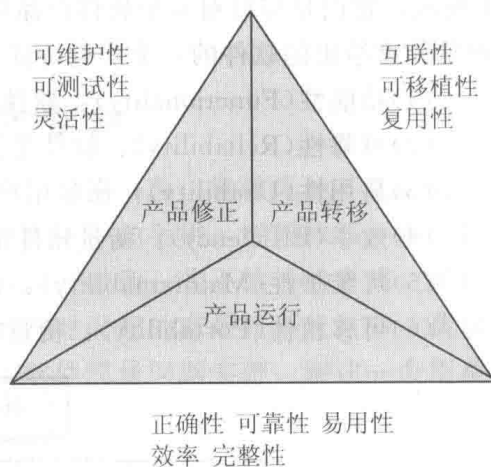 可维护性
可测试性
灵活性
互联性
可移植性
复用性
产品修正
产品转移
产品运行
正确性 可靠性 易用性
效率 完整性